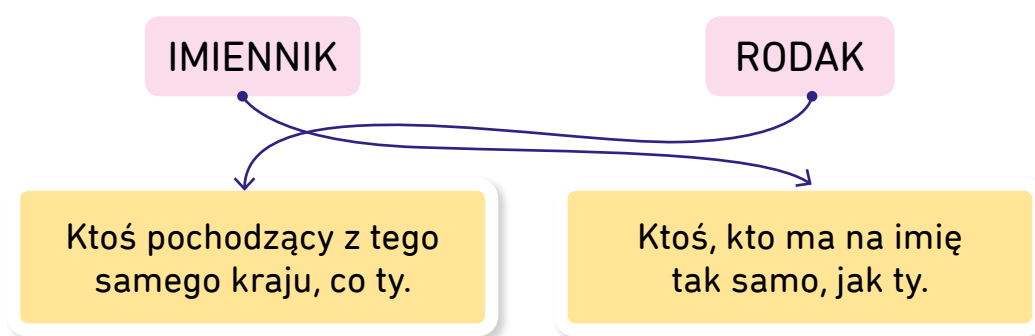 IMIENNIK
RODAK
Ktoś pochodzący z tego
samego kraju, co ty.
Ktoś, kto ma na imię
tak samo, jak ty.